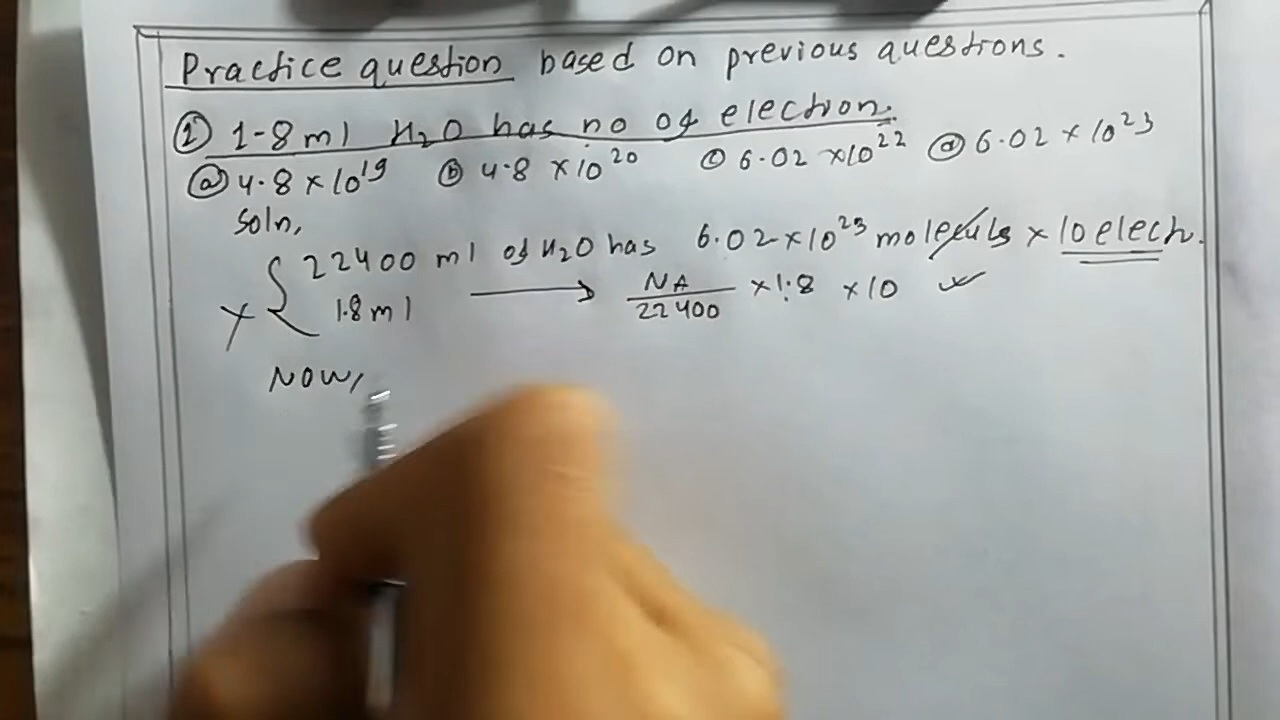 Practice question based on previous questions.
① 1-8 ml H₂O has no of electron.
ⓐ 4.8 × 10¹⁹ ⓑ 4.8 × 10²⁰ ⓒ 6.02 × 10²² ⓓ 6.02 × 10²³
Soln,
22400 ml of H₂O has 6.02 × 10²³ molecules × 10 elech.
× { 1.8 ml → NA/22400 × 1.8 × 10 ✓
Now,